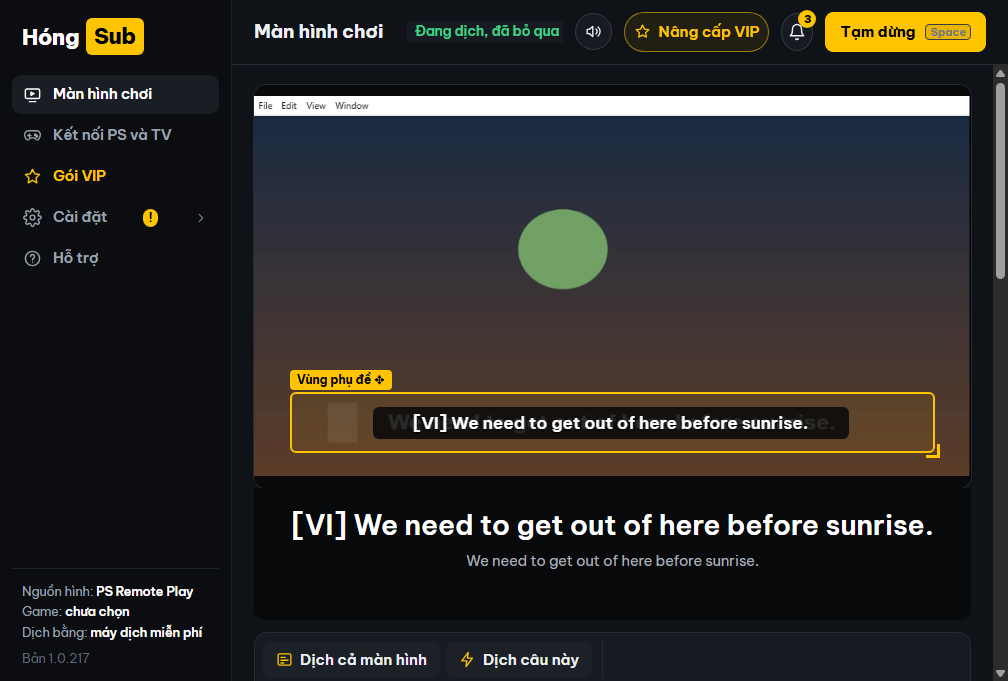 Hóng Sub
Màn hình chơi
Kết nối PS và TV
Gói VIP
Cài đặt !
Hỗ trợ
Nguồn hình: PS Remote Play
Game: chưa chọn
Dịch bằng: máy dịch miễn phí
Bản 1.0.217
Màn hình chơi
Đang dịch, đã bỏ qua
Nâng cấp VIP
3
Tạm dừng Space
File Edit View Window
Vùng phụ đề
[VI] We need to get out of here before sunrise.
[VI] We need to get out of here before sunrise.
We need to get out of here before sunrise.
Dịch cả màn hình
Dịch câu này